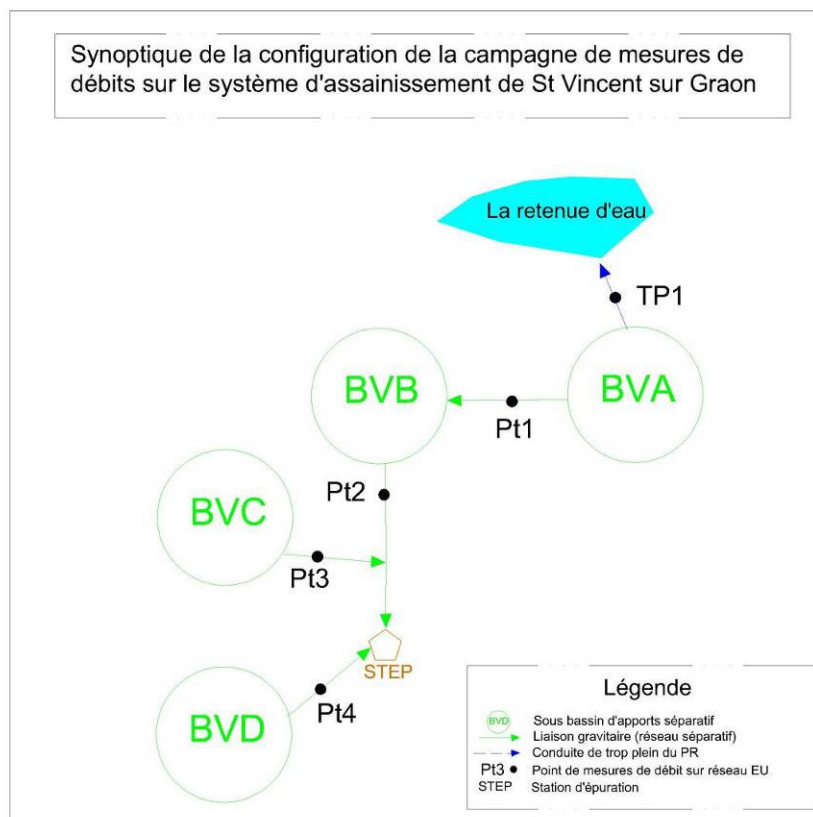 Synoptique de la configuration de la campagne de mesures de
débits sur le système d'assainissement de St Vincent sur Graon
La retenue d'eau
TP1
BVB
BVA
Pt1
Pt2
BVC
Pt3
STEP
BVD
Pt4
Légende
BVD Sous bassin d'apports séparatif
Liaison gravitaire (réseau séparatif)
Conduite de trop plein du PR
Pt3 Point de mesures de débit sur réseau EU
STEP Station d'épuration